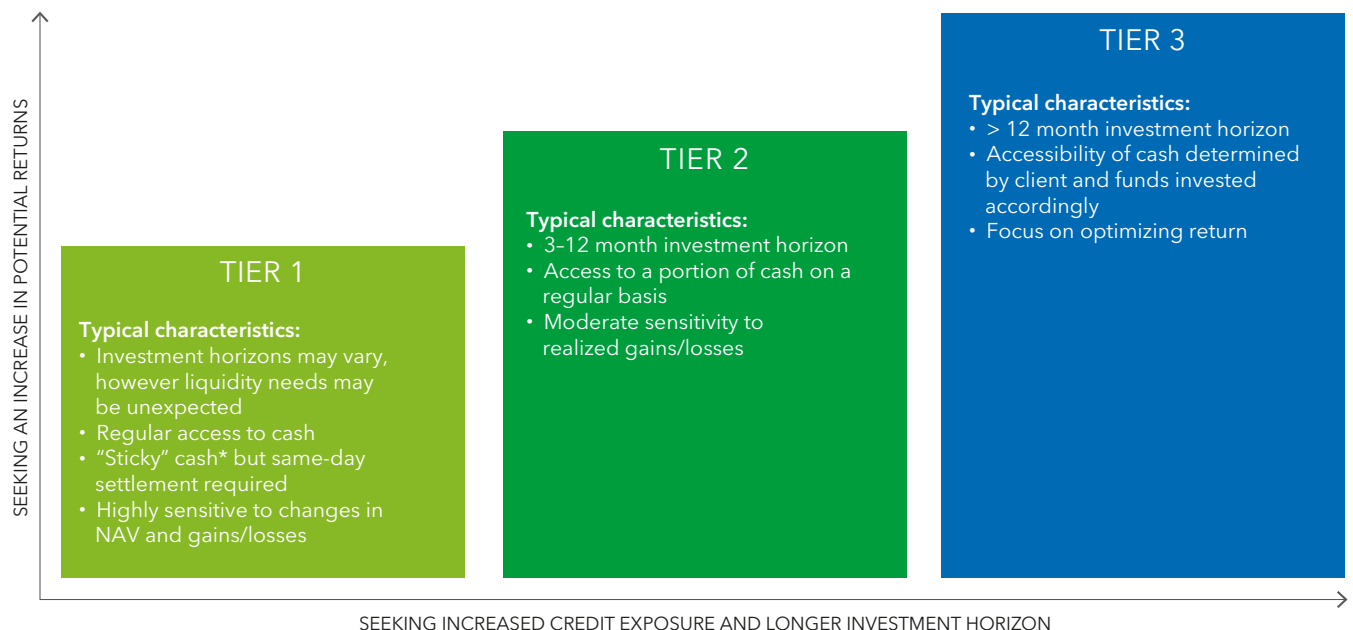 SEEKING AN INCREASE IN POTENTIAL RETURNS
TIER 1
Typical characteristics:
• Investment horizons may vary,
however liquidity needs may
be unexpected
• Regular access to cash
• “Sticky” cash* but same-day
settlement required
• Highly sensitive to changes in
NAV and gains/losses
TIER 2
Typical characteristics:
• 3–12 month investment horizon
• Access to a portion of cash on a
regular basis
• Moderate sensitivity to
realized gains/losses
TIER 3
Typical characteristics:
• > 12 month investment horizon
• Accessibility of cash determined
by client and funds invested
accordingly
• Focus on optimizing return
SEEKING INCREASED CREDIT EXPOSURE AND LONGER INVESTMENT HORIZON